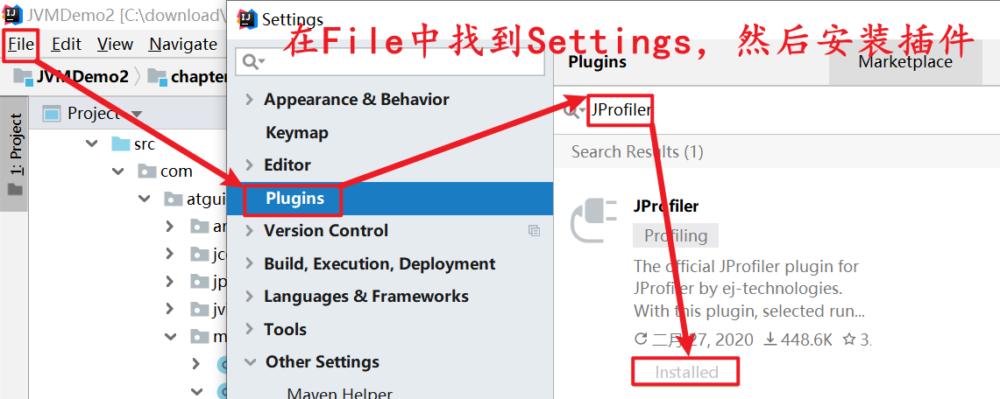 JVMDemo2 [C:\download\
File Edit View Navigate
JVMDemo2 chapter
1: Project
Project
src
com
atgui
ar
jc
jp
jv
m
Settings
在File中找到Settings，然后安装插件
Appearance & Behavior
Keymap
Editor
Plugins
Version Control
Build, Execution, Deployment
Languages & Frameworks
Tools
Other Settings
Maven Helper
Plugins Marketplace
JProfiler
Search Results (1)
JProfiler
Profiling
The official JProfiler plugin for
JProfiler by ej-technologies.
With this plugin, selected run...
二月 27, 2020 448.6K 3.
Installed